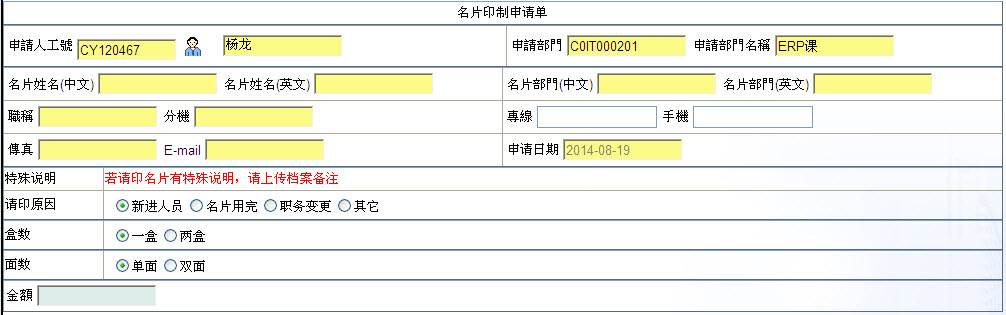 名片印制申请单
申請人工號 CY120467 杨龙 申請部門 C0IT000201 申請部門名稱 ERP课
名片姓名(中文) 名片姓名(英文) 名片部門(中文) 名片部門(英文)
職稱 分機 專線 手機
傳真 E-mail 申请日期 2014-08-19
特殊说明 若请印名片有特殊说明，请上传档案备注
请印原因 新进人员 名片用完 职务变更 其它
盒数 一盒 两盒
面数 单面 双面
金額